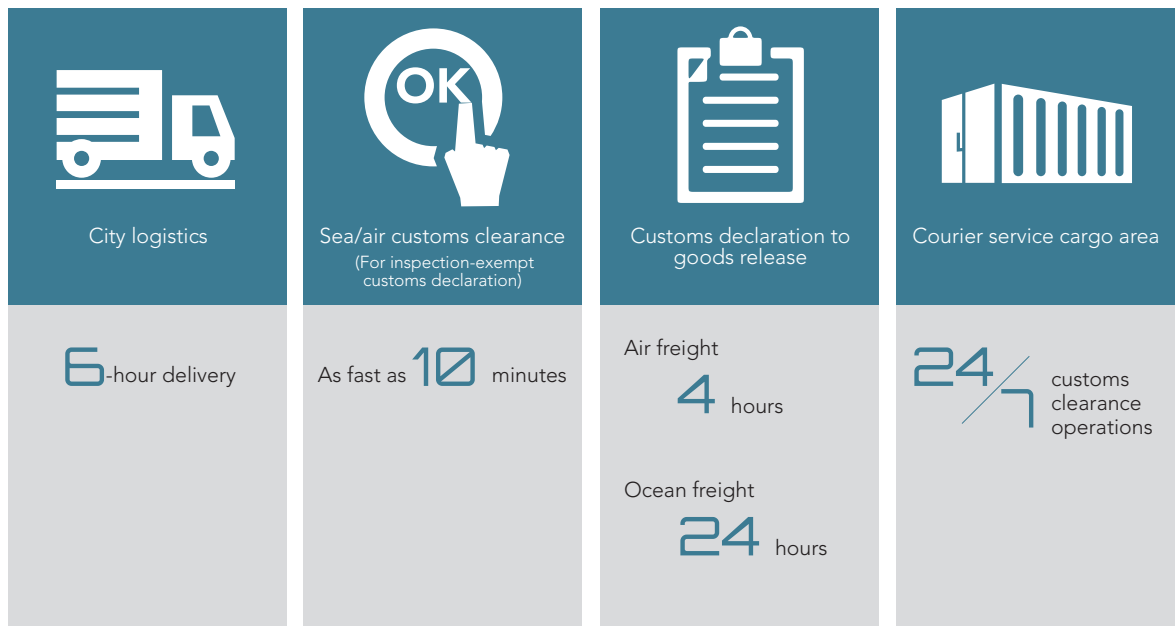 City logistics
6-hour delivery
OK
Sea/air customs clearance
(For inspection-exempt
customs declaration)
As fast as 10 minutes
Customs declaration to
goods release
Air freight
4 hours
Ocean freight
24 hours
Courier service cargo area
24/7 customs
clearance
operations